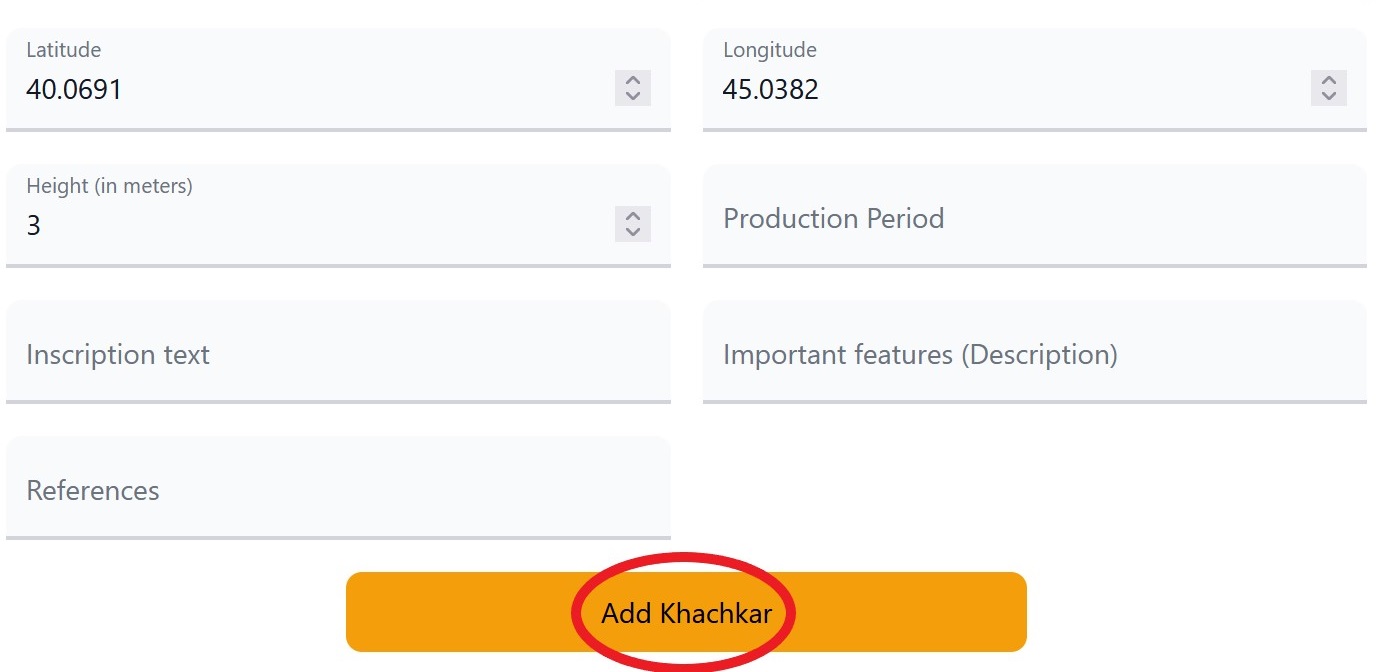 Latitude
40.0691
Longitude
45.0382
Height (in meters)
3
Production Period
Inscription text
Important features (Description)
References
Add Khachkar